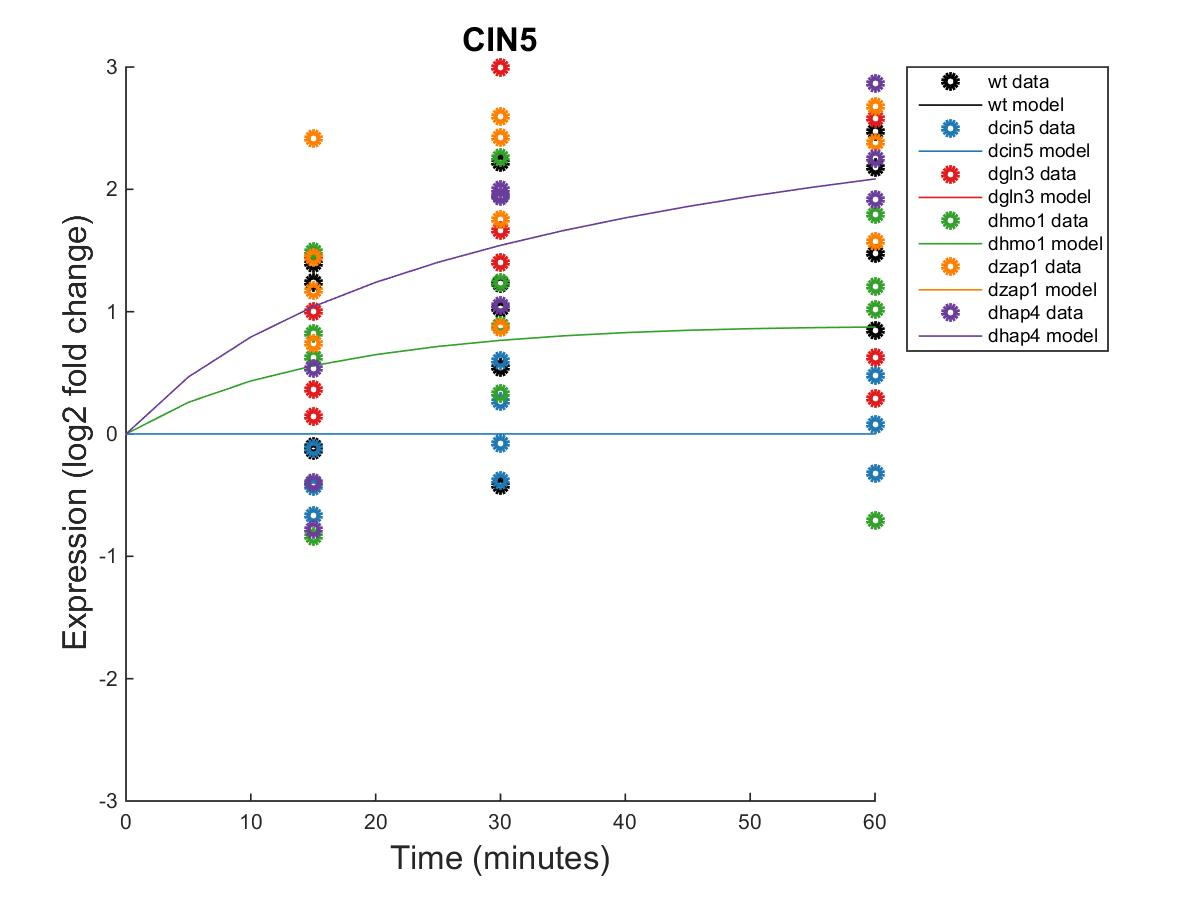 CIN5
3
2
1
0
-1
-2
-3
Expression (log2 fold change)
0 10 20 30 40 50 60
Time (minutes)
wt data
wt model
dcin5 data
dcin5 model
dgln3 data
dgln3 model
dhmo1 data
dhmo1 model
dzap1 data
dzap1 model
dhap4 data
dhap4 model